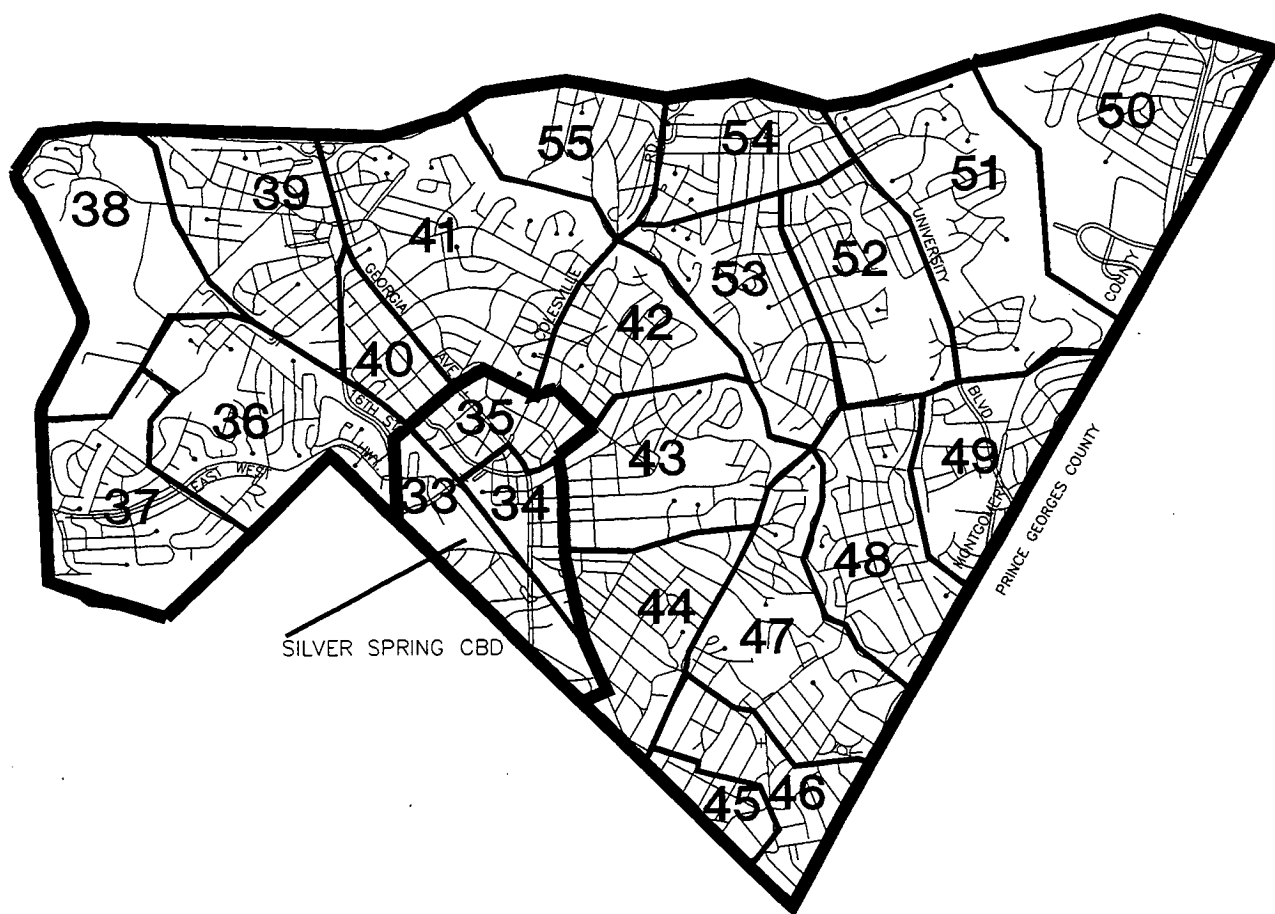 50
55
54
RD
51
39
38
UNIVERSITY
41
52
COUNTY
GEORGIA
COLESVILLE
53
42
40
AVE
16TH ST
35
BLVD
36
HWY
43
49
EAST WEST
33
34
37
MONTGOMERY
48
PRINCE GEORGES COUNTY
44
47
SILVER SPRING CBD
45
46